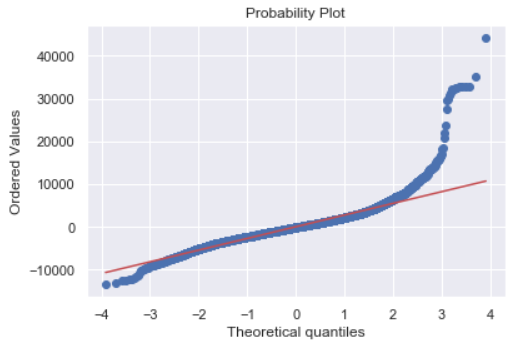 Probability Plot
40000
30000
20000
10000
0
−10000
Ordered Values
−4 −3 −2 −1 0 1 2 3 4
Theoretical quantiles